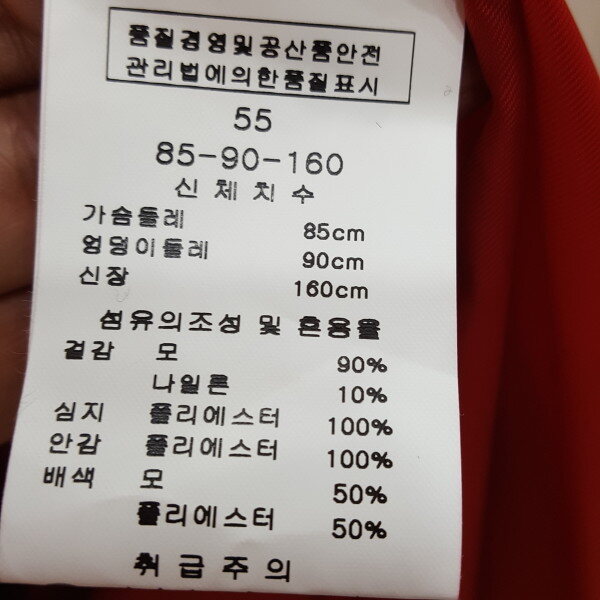 품질경영및공산품안전
관리법에의한품질표시
55
85-90-160
신 체 치 수
가슴둘레 85cm
엉덩이둘레 90cm
신장 160cm
섬유의조성 및 혼용율
겉감 모 90%
나일론 10%
심지 폴리에스터 100%
안감 폴리에스터 100%
배색 모 50%
폴리에스터 50%
취 급 주 의